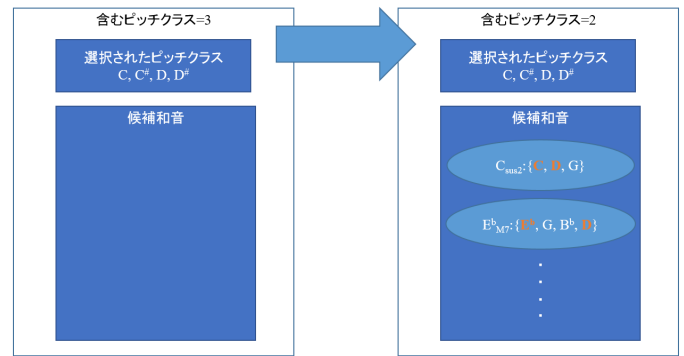 含むピッチクラス=3
選択されたピッチクラス
C, C#, D, D#
候補和音
含むピッチクラス=2
選択されたピッチクラス
C, C#, D, D#
候補和音
Csus2:{C, D, G}
EbM7:{Eb, G, Bb, D}